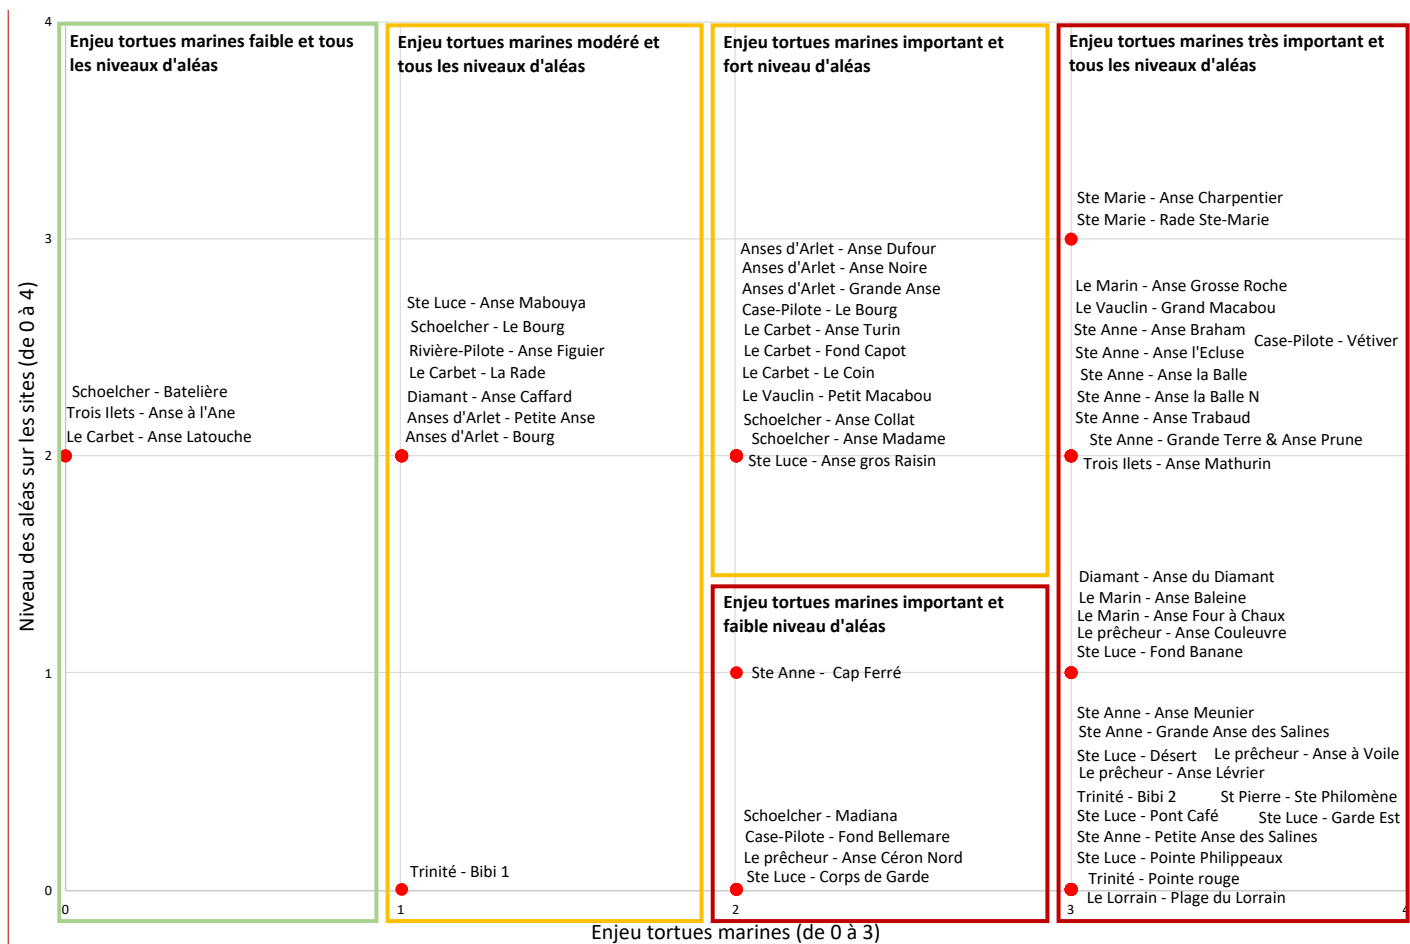 4
Enjeu tortues marines faible et tous
les niveaux d'aléas
Enjeu tortues marines modéré et
tous les niveaux d'aléas
Enjeu tortues marines important et
fort niveau d'aléas
Enjeu tortues marines très important et
tous les niveaux d'aléas
Ste Marie - Anse Charpentier
Ste Marie - Rade Ste-Marie
3
Anses d'Arlet - Anse Dufour
Anses d'Arlet - Anse Noire
Anses d'Arlet - Grande Anse
Case-Pilote - Le Bourg
Le Carbet - Anse Turin
Le Carbet - Fond Capot
Le Carbet - Le Coin
Le Vauclin - Petit Macabou
Schoelcher - Anse Collat
Schoelcher - Anse Madame
Ste Luce - Anse gros Raisin
Ste Luce - Anse Mabouya
Schoelcher - Le Bourg
Rivière-Pilote - Anse Figuier
Le Carbet - La Rade
Diamant - Anse Caffard
Anses d'Arlet - Petite Anse
Anses d'Arlet - Bourg
Schoelcher - Batelière
Trois Ilets - Anse à l'Ane
Le Carbet - Anse Latouche
Le Marin - Anse Grosse Roche
Le Vauclin - Grand Macabou
Ste Anne - Anse Braham
Case-Pilote - Vétiver
Ste Anne - Anse l'Ecluse
Ste Anne - Anse la Balle
Ste Anne - Anse la Balle N
Ste Anne - Anse Trabaud
Ste Anne - Grande Terre & Anse Prune
Trois Ilets - Anse Mathurin
2
Niveau des aléas sur les sites (de 0 à 4)
Diamant - Anse du Diamant
Le Marin - Anse Baleine
Le Marin - Anse Four à Chaux
Le prêcheur - Anse Couleuvre
Ste Luce - Fond Banane
Enjeu tortues marines important et
faible niveau d'aléas
1
Ste Anne -  Cap Ferré
Ste Anne - Anse Meunier
Ste Anne - Grande Anse des Salines
Ste Luce - Désert
Le prêcheur - Anse à Voile
Le prêcheur - Anse Lévrier
Trinité - Bibi 2
St Pierre - Ste Philomène
Ste Luce - Pont Café
Ste Luce - Garde Est
Ste Anne - Petite Anse des Salines
Ste Luce - Pointe Philippeaux
Trinité - Pointe rouge
Le Lorrain - Plage du Lorrain
Schoelcher - Madiana
Case-Pilote - Fond Bellemare
Le prêcheur - Anse Céron Nord
Ste Luce - Corps de Garde
Trinité - Bibi 1
0
0
1
2
3
4
Enjeu tortues marines (de 0 à 3)